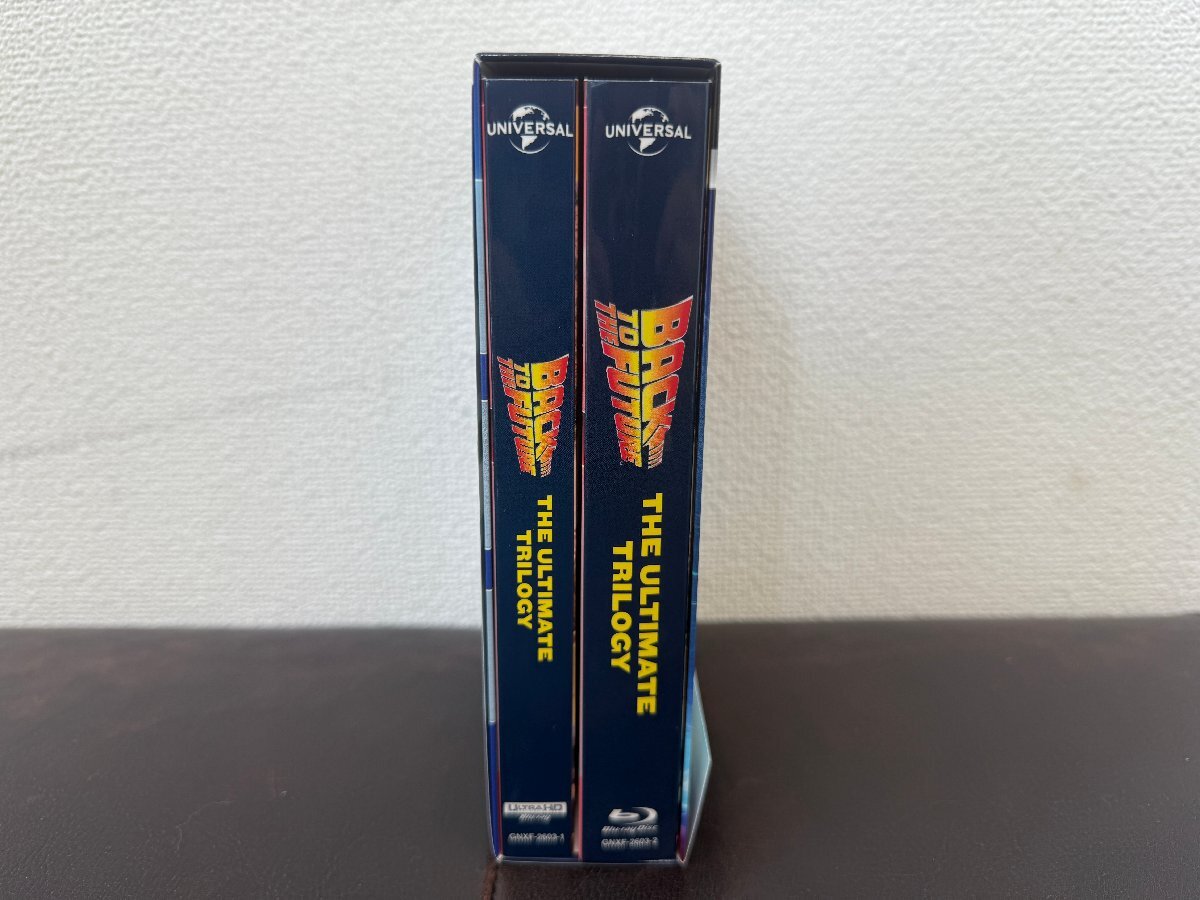 UNIVERSAL
BACK
TO THE
FUTURE
THE ULTIMATE
TRILOGY
ULTRA HD
Blu-ray
GNXF-2603-1
UNIVERSAL
BACK
TO THE
FUTURE
THE ULTIMATE
TRILOGY
Blu-ray Disc
GNXF-2603-2